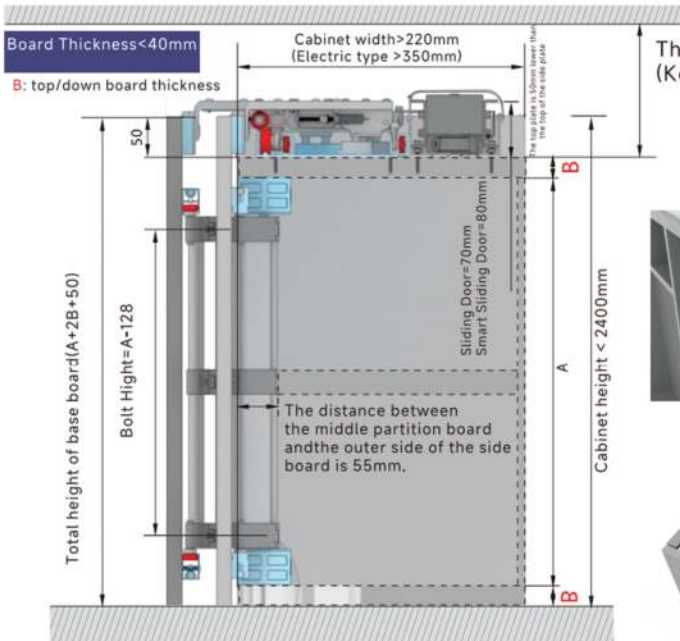 Board Thickness<40mm
B: top/down board thickness
Cabinet width>220mm
(Electric type >350mm)
The top plate is 50mm lower than
the top of the side plate
Th
(K
50
B
Sliding Door=70mm
Smart Sliding Door=80mm
Total height of base board(A+2B+50)
Bolt Hight=A-128
A
Cabinet height < 2400mm
The distance between
the middle partition board
andthe outer side of the side
board is 55mm.
B